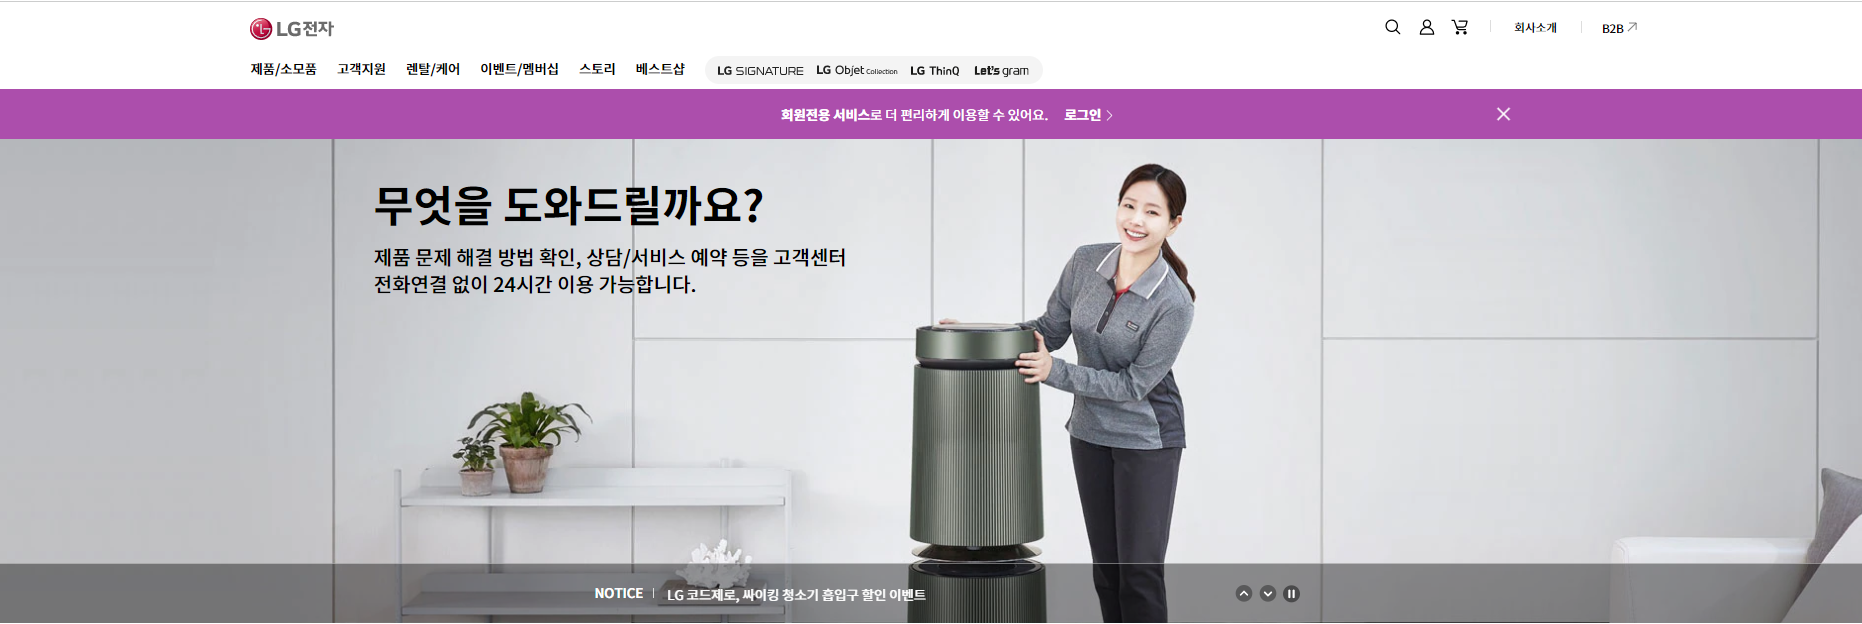 LG전자
회사소개
B2B
제품/소모품 고객지원 렌탈/케어 이벤트/멤버십 스토리 베스트샵 LG SIGNATURE LG Objet Collection LG ThinQ Let's gram
회원전용 서비스로 더 편리하게 이용할 수 있어요. 로그인
무엇을 도와드릴까요?
제품 문제 해결 방법 확인, 상담/서비스 예약 등을 고객센터
전화연결 없이 24시간 이용 가능합니다.
NOTICE LG 코드제로, 싸이킹 청소기 흡입구 할인 이벤트